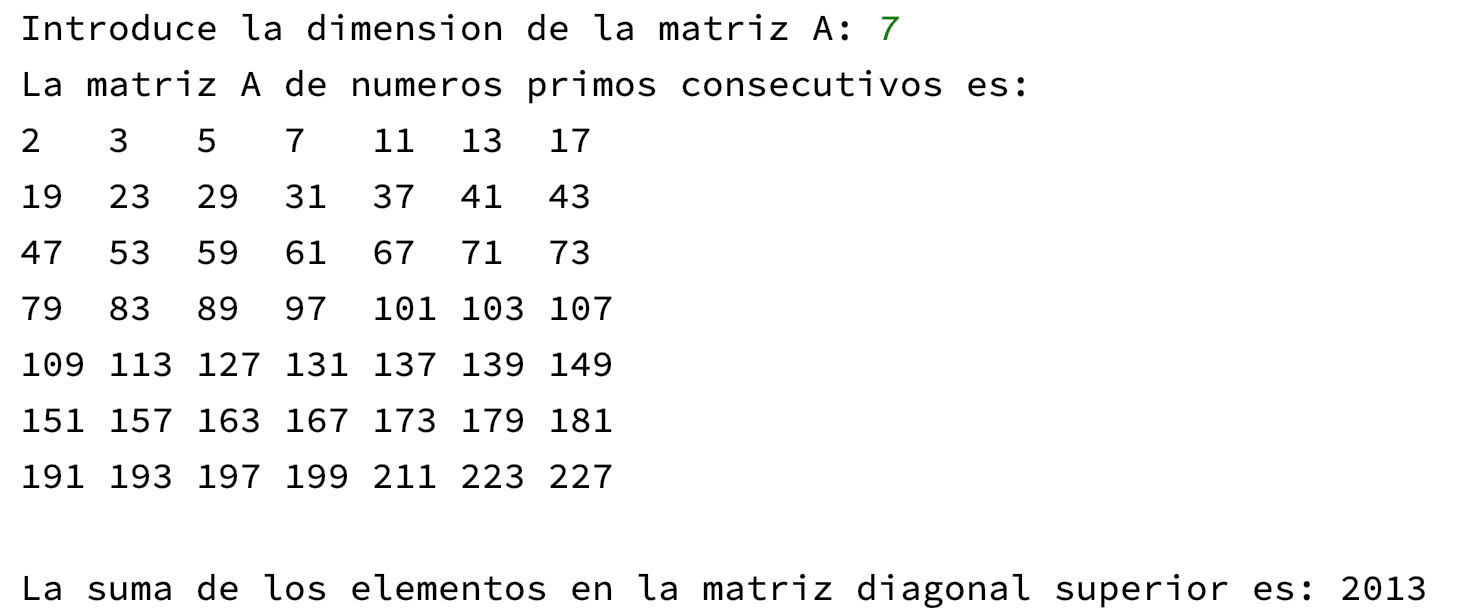 Introduce la dimension de la matriz A: 7
La matriz A de numeros primos consecutivos es:
2 3 5 7 11 13 17
19 23 29 31 37 41 43
47 53 59 61 67 71 73
79 83 89 97 101 103 107
109 113 127 131 137 139 149
151 157 163 167 173 179 181
191 193 197 199 211 223 227
La suma de los elementos en la matriz diagonal superior es: 2013